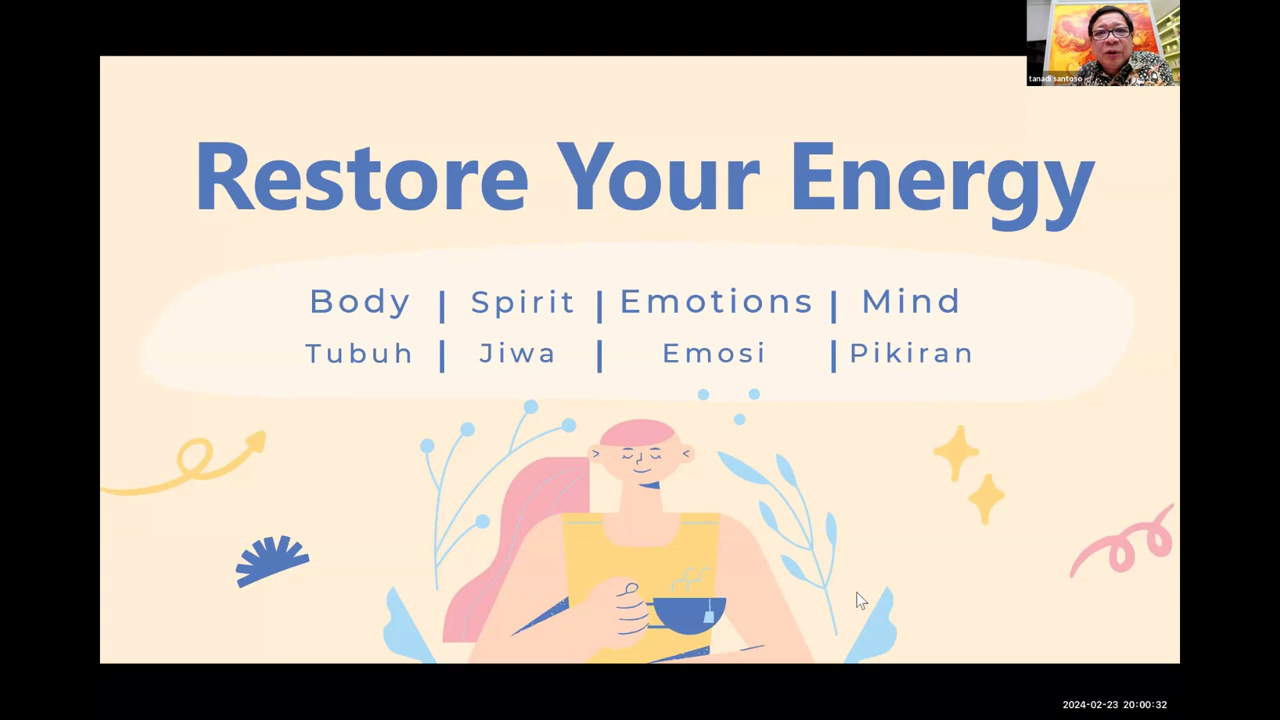 tanadi santoso
Restore Your Energy
Body | Spirit | Emotions | Mind
Tubuh | Jiwa | Emosi | Pikiran
2024-02-23 20:00:32